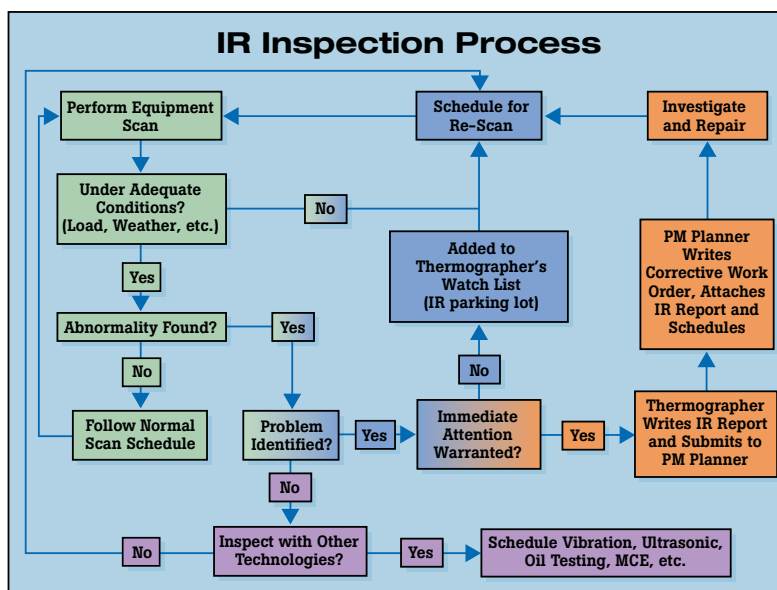 IR Inspection Process
Perform Equipment
Scan
Schedule for
Re-Scan
Investigate
and Repair
Under Adequate
Conditions?
(Load, Weather, etc.)
No
Added to
Thermographer's
Watch List
(IR parking lot)
PM Planner
Writes
Corrective Work
Order, Attaches
IR Report and
Schedules
Yes
Abnormality Found?
Yes
No
No
Follow Normal
Scan Schedule
Problem
Identified?
Yes
Immediate
Attention
Warranted?
Yes
Thermographer
Writes IR Report
and Submits to
PM Planner
No
No
Inspect with Other
Technologies?
Yes
Schedule Vibration, Ultrasonic,
Oil Testing, MCE, etc.